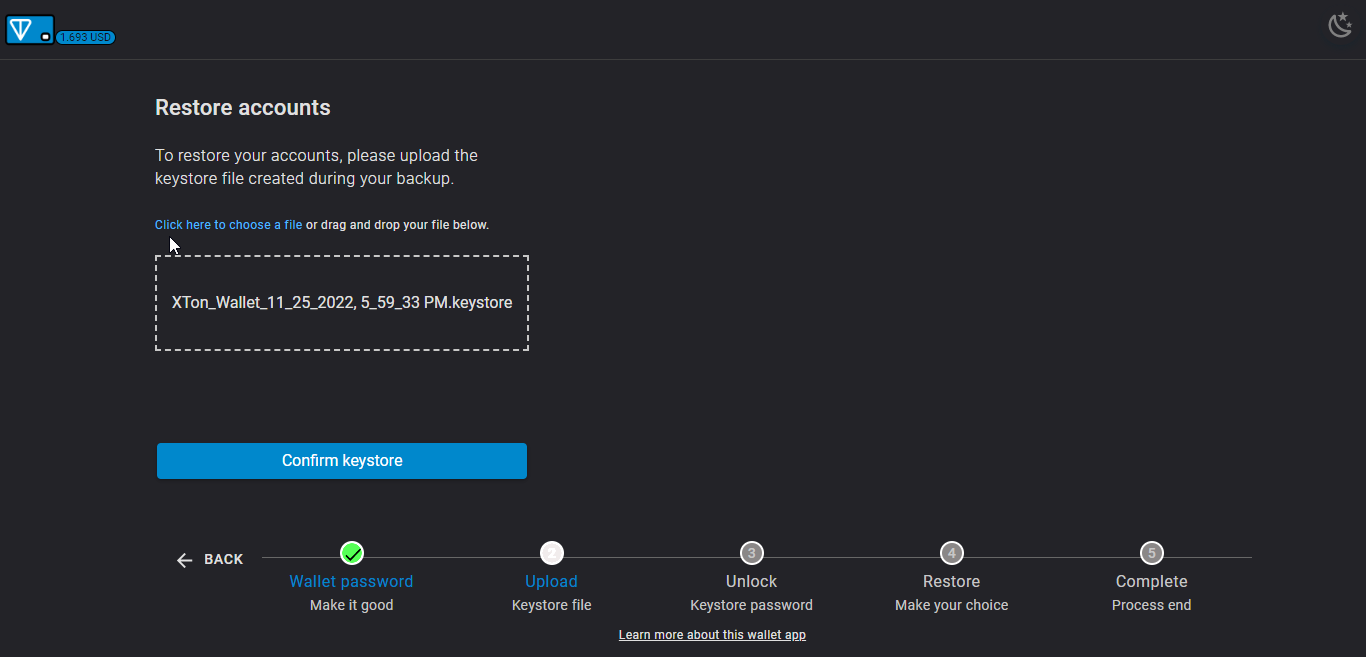 1.693 USD
Restore accounts
To restore your accounts, please upload the
keystore file created during your backup.
Click here to choose a file or drag and drop your file below.
XTon_Wallet_11_25_2022, 5_59_33 PM.keystore
Confirm keystore
BACK
2
3
4
5
Wallet password
Upload
Unlock
Restore
Complete
Make it good
Keystore file
Keystore password
Make your choice
Process end
Learn more about this wallet app